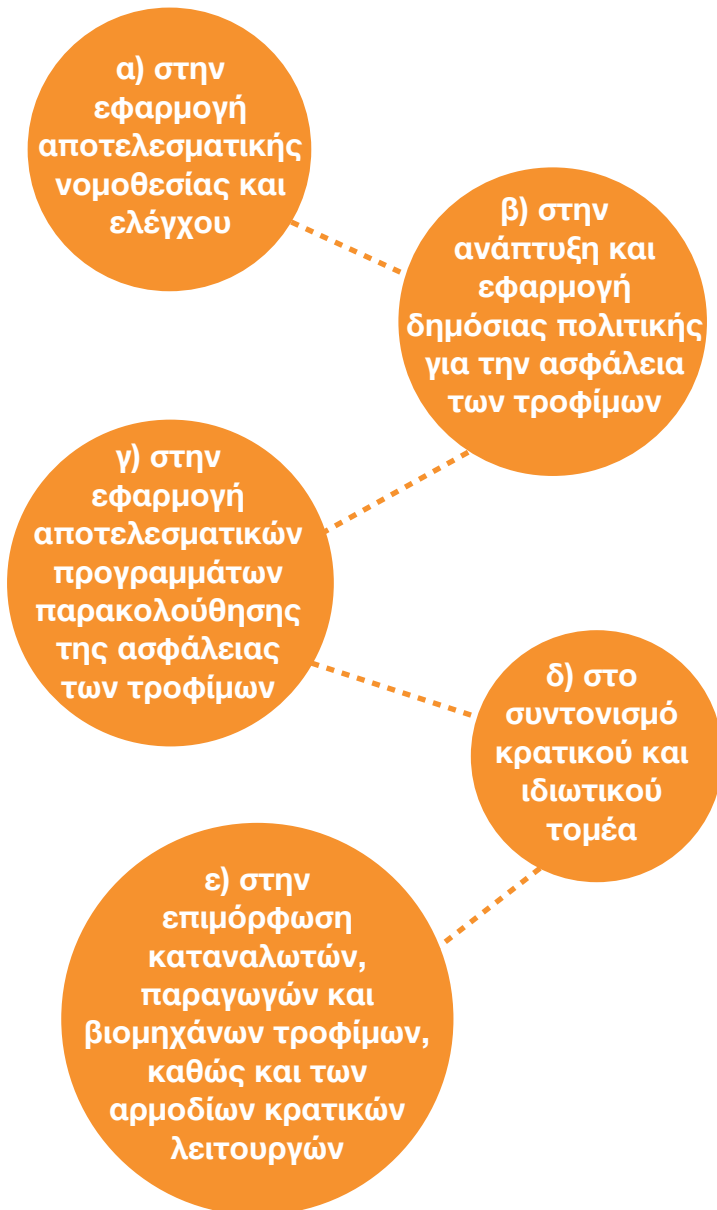 α) στην
εφαρμογή
αποτελεσματικής
νομοθεσίας και
ελέγχου
β) στην
ανάπτυξη και
εφαρμογή
δημόσιας πολιτικής
για την ασφάλεια
των τροφίμων
γ) στην
εφαρμογή
αποτελεσματικών
προγραμμάτων
παρακολούθησης
της ασφάλειας
των τροφίμων
δ) στο
συντονισμό
κρατικού και
ιδιωτικού
τομέα
ε) στην
επιμόρφωση
καταναλωτών,
παραγωγών και
βιομηχάνων τροφίμων,
καθώς και των
αρμοδίων κρατικών
λειτουργών